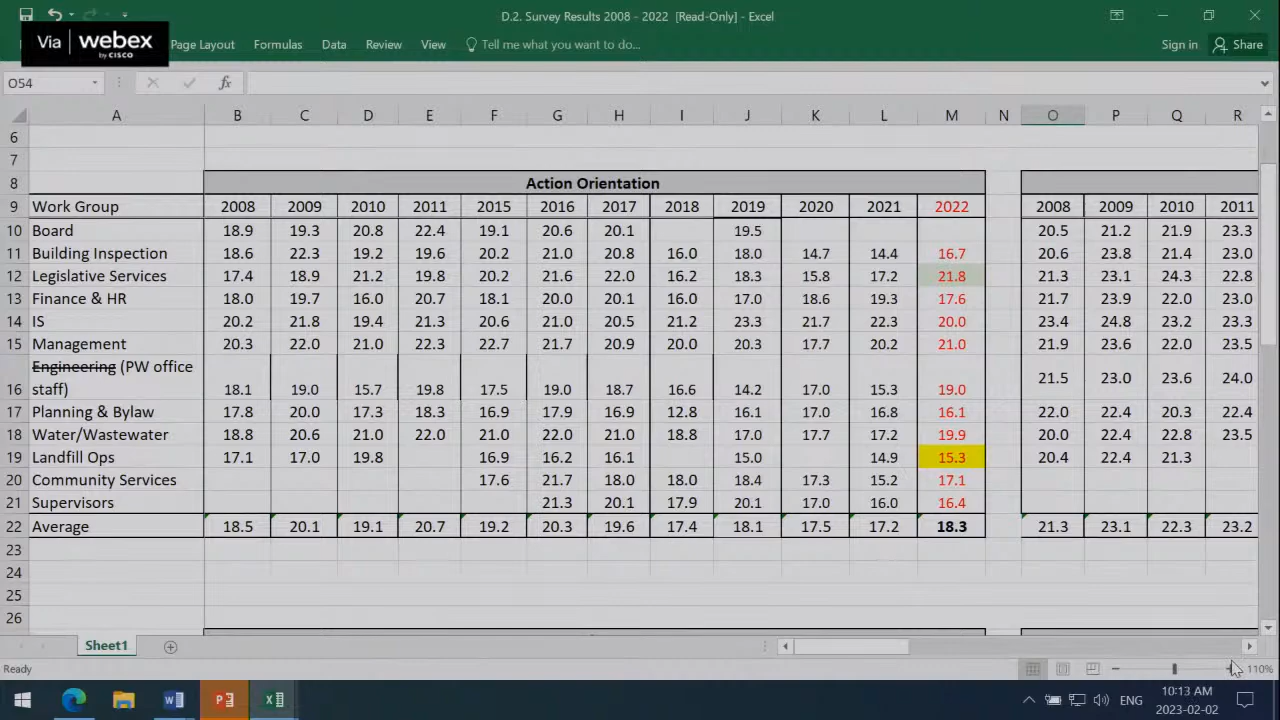 D.2. Survey Results 2008 - 2022 [Read-Only] - Excel
Via webex by CISCO
Page Layout Formulas Data Review View Tell me what you want to do... Sign in Share
O54 fx
A B C D E F G H I J K L M N O P Q R
6
7
8 Action Orientation
9 Work Group 2008 2009 2010 2011 2015 2016 2017 2018 2019 2020 2021 2022 2008 2009 2010 2011
10 Board 18.9 19.3 20.8 22.4 19.1 20.6 20.1 19.5 20.5 21.2 21.9 23.3
11 Building Inspection 18.6 22.3 19.2 19.6 20.2 21.0 20.8 16.0 18.0 14.7 14.4 16.7 20.6 23.8 21.4 23.0
12 Legislative Services 17.4 18.9 21.2 19.8 20.2 21.6 22.0 16.2 18.3 15.8 17.2 21.8 21.3 23.1 24.3 22.8
13 Finance & HR 18.0 19.7 16.0 20.7 18.1 20.0 20.1 16.0 17.0 18.6 19.3 17.6 21.7 23.9 22.0 23.0
14 IS 20.2 21.8 19.4 21.3 20.6 21.0 20.5 21.2 23.3 21.7 22.3 20.0 23.4 24.8 23.2 23.3
15 Management 20.3 22.0 21.0 22.3 22.7 21.7 20.9 20.0 20.3 17.7 20.2 21.0 21.9 23.6 22.0 23.5
Engineering (PW office
16 staff) 18.1 19.0 15.7 19.8 17.5 19.0 18.7 16.6 14.2 17.0 15.3 19.0 21.5 23.0 23.6 24.0
17 Planning & Bylaw 17.8 20.0 17.3 18.3 16.9 17.9 16.9 12.8 16.1 17.0 16.8 16.1 22.0 22.4 20.3 22.4
18 Water/Wastewater 18.8 20.6 21.0 22.0 21.0 22.0 21.0 18.8 17.0 17.7 17.2 19.9 20.0 22.4 22.8 23.5
19 Landfill Ops 17.1 17.0 19.8 16.9 16.2 16.1 15.0 14.9 15.3 20.4 22.4 21.3
20 Community Services 17.6 21.7 18.0 18.0 18.4 17.3 15.2 17.1
21 Supervisors 21.3 20.1 17.9 20.1 17.0 16.0 16.4
22 Average 18.5 20.1 19.1 20.7 19.2 20.3 19.6 17.4 18.1 17.5 17.2 18.3 21.3 23.1 22.3 23.2
23
24
25
26
Sheet1
Ready 110%
ENG 10:13 AM
2023-02-02